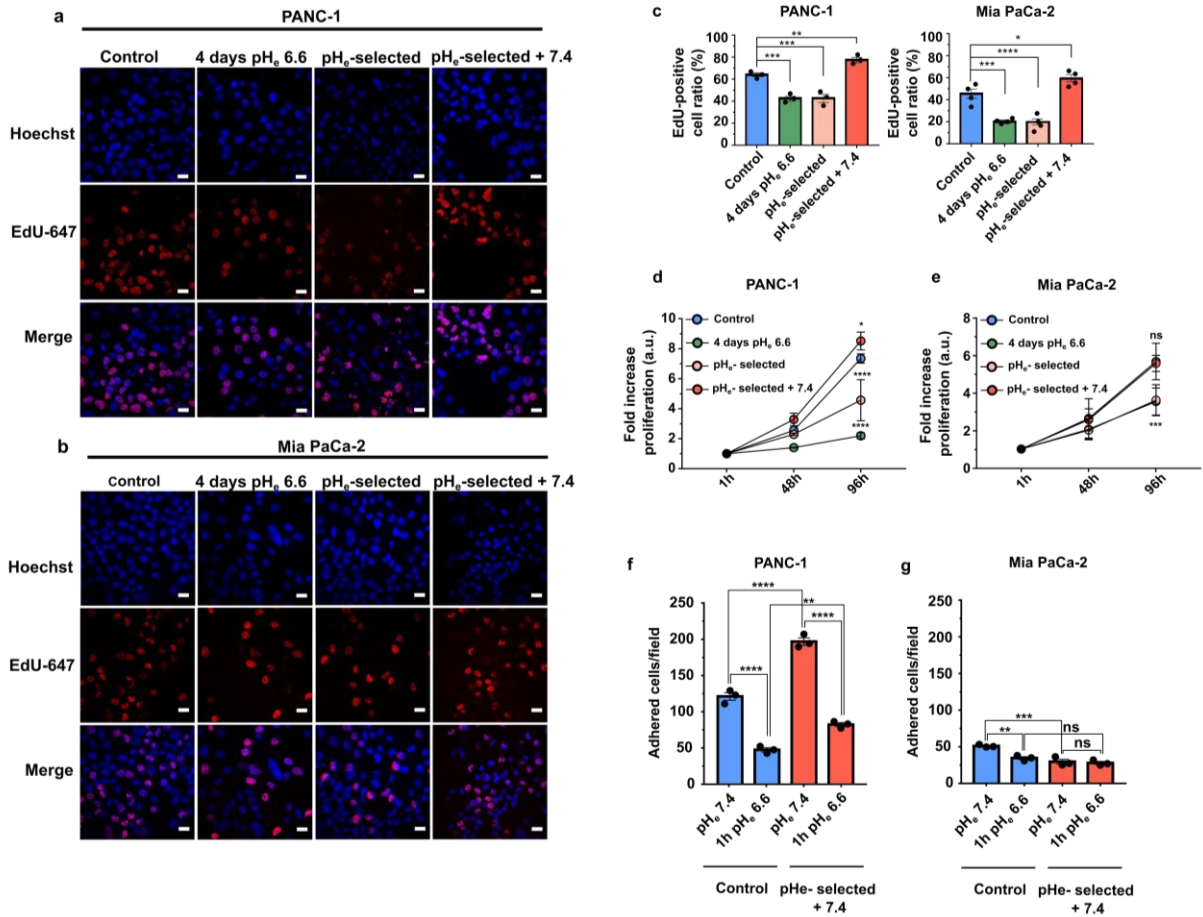 a
PANC-1
Control 4 days pHe 6.6 pHe-selected pHe-selected + 7.4
Hoechst
EdU-647
Merge
b
Mia PaCa-2
Control 4 days pHe 6.6 pHe-selected pHe-selected + 7.4
Hoechst
EdU-647
Merge
c
PANC-1
EdU-positive
cell ratio (%)
100
80
60
40
20
0
**
***
***
Control
4 days pHe 6.6
pHe-selected
pHe-selected + 7.4
Mia PaCa-2
EdU-positive
cell ratio (%)
100
80
60
40
20
0
*
****
***
Control
4 days pHe 6.6
pHe-selected
pHe-selected + 7.4
d
PANC-1
Fold increase
proliferation (a.u.)
10
8
6
4
2
0
Control
4 days pHe 6.6
pHe- selected
pHe- selected + 7.4
*
****
****
1h
48h
96h
e
Mia PaCa-2
Fold increase
proliferation (a.u.)
8
6
4
2
0
Control
4 days pHe 6.6
pHe- selected
pHe- selected + 7.4
ns
***
1h
48h
96h
f
PANC-1
Adhered cells/field
250
200
150
100
50
0
****
**
****
****
pHe 7.4
1h pHe 6.6
pHe 7.4
1h pHe 6.6
Control
pHe- selected
+ 7.4
g
Mia PaCa-2
Adhered cells/field
250
200
150
100
50
0
***
**
ns
ns
pHe 7.4
1h pHe 6.6
pHe 7.4
1h pHe 6.6
Control
pHe- selected
+ 7.4